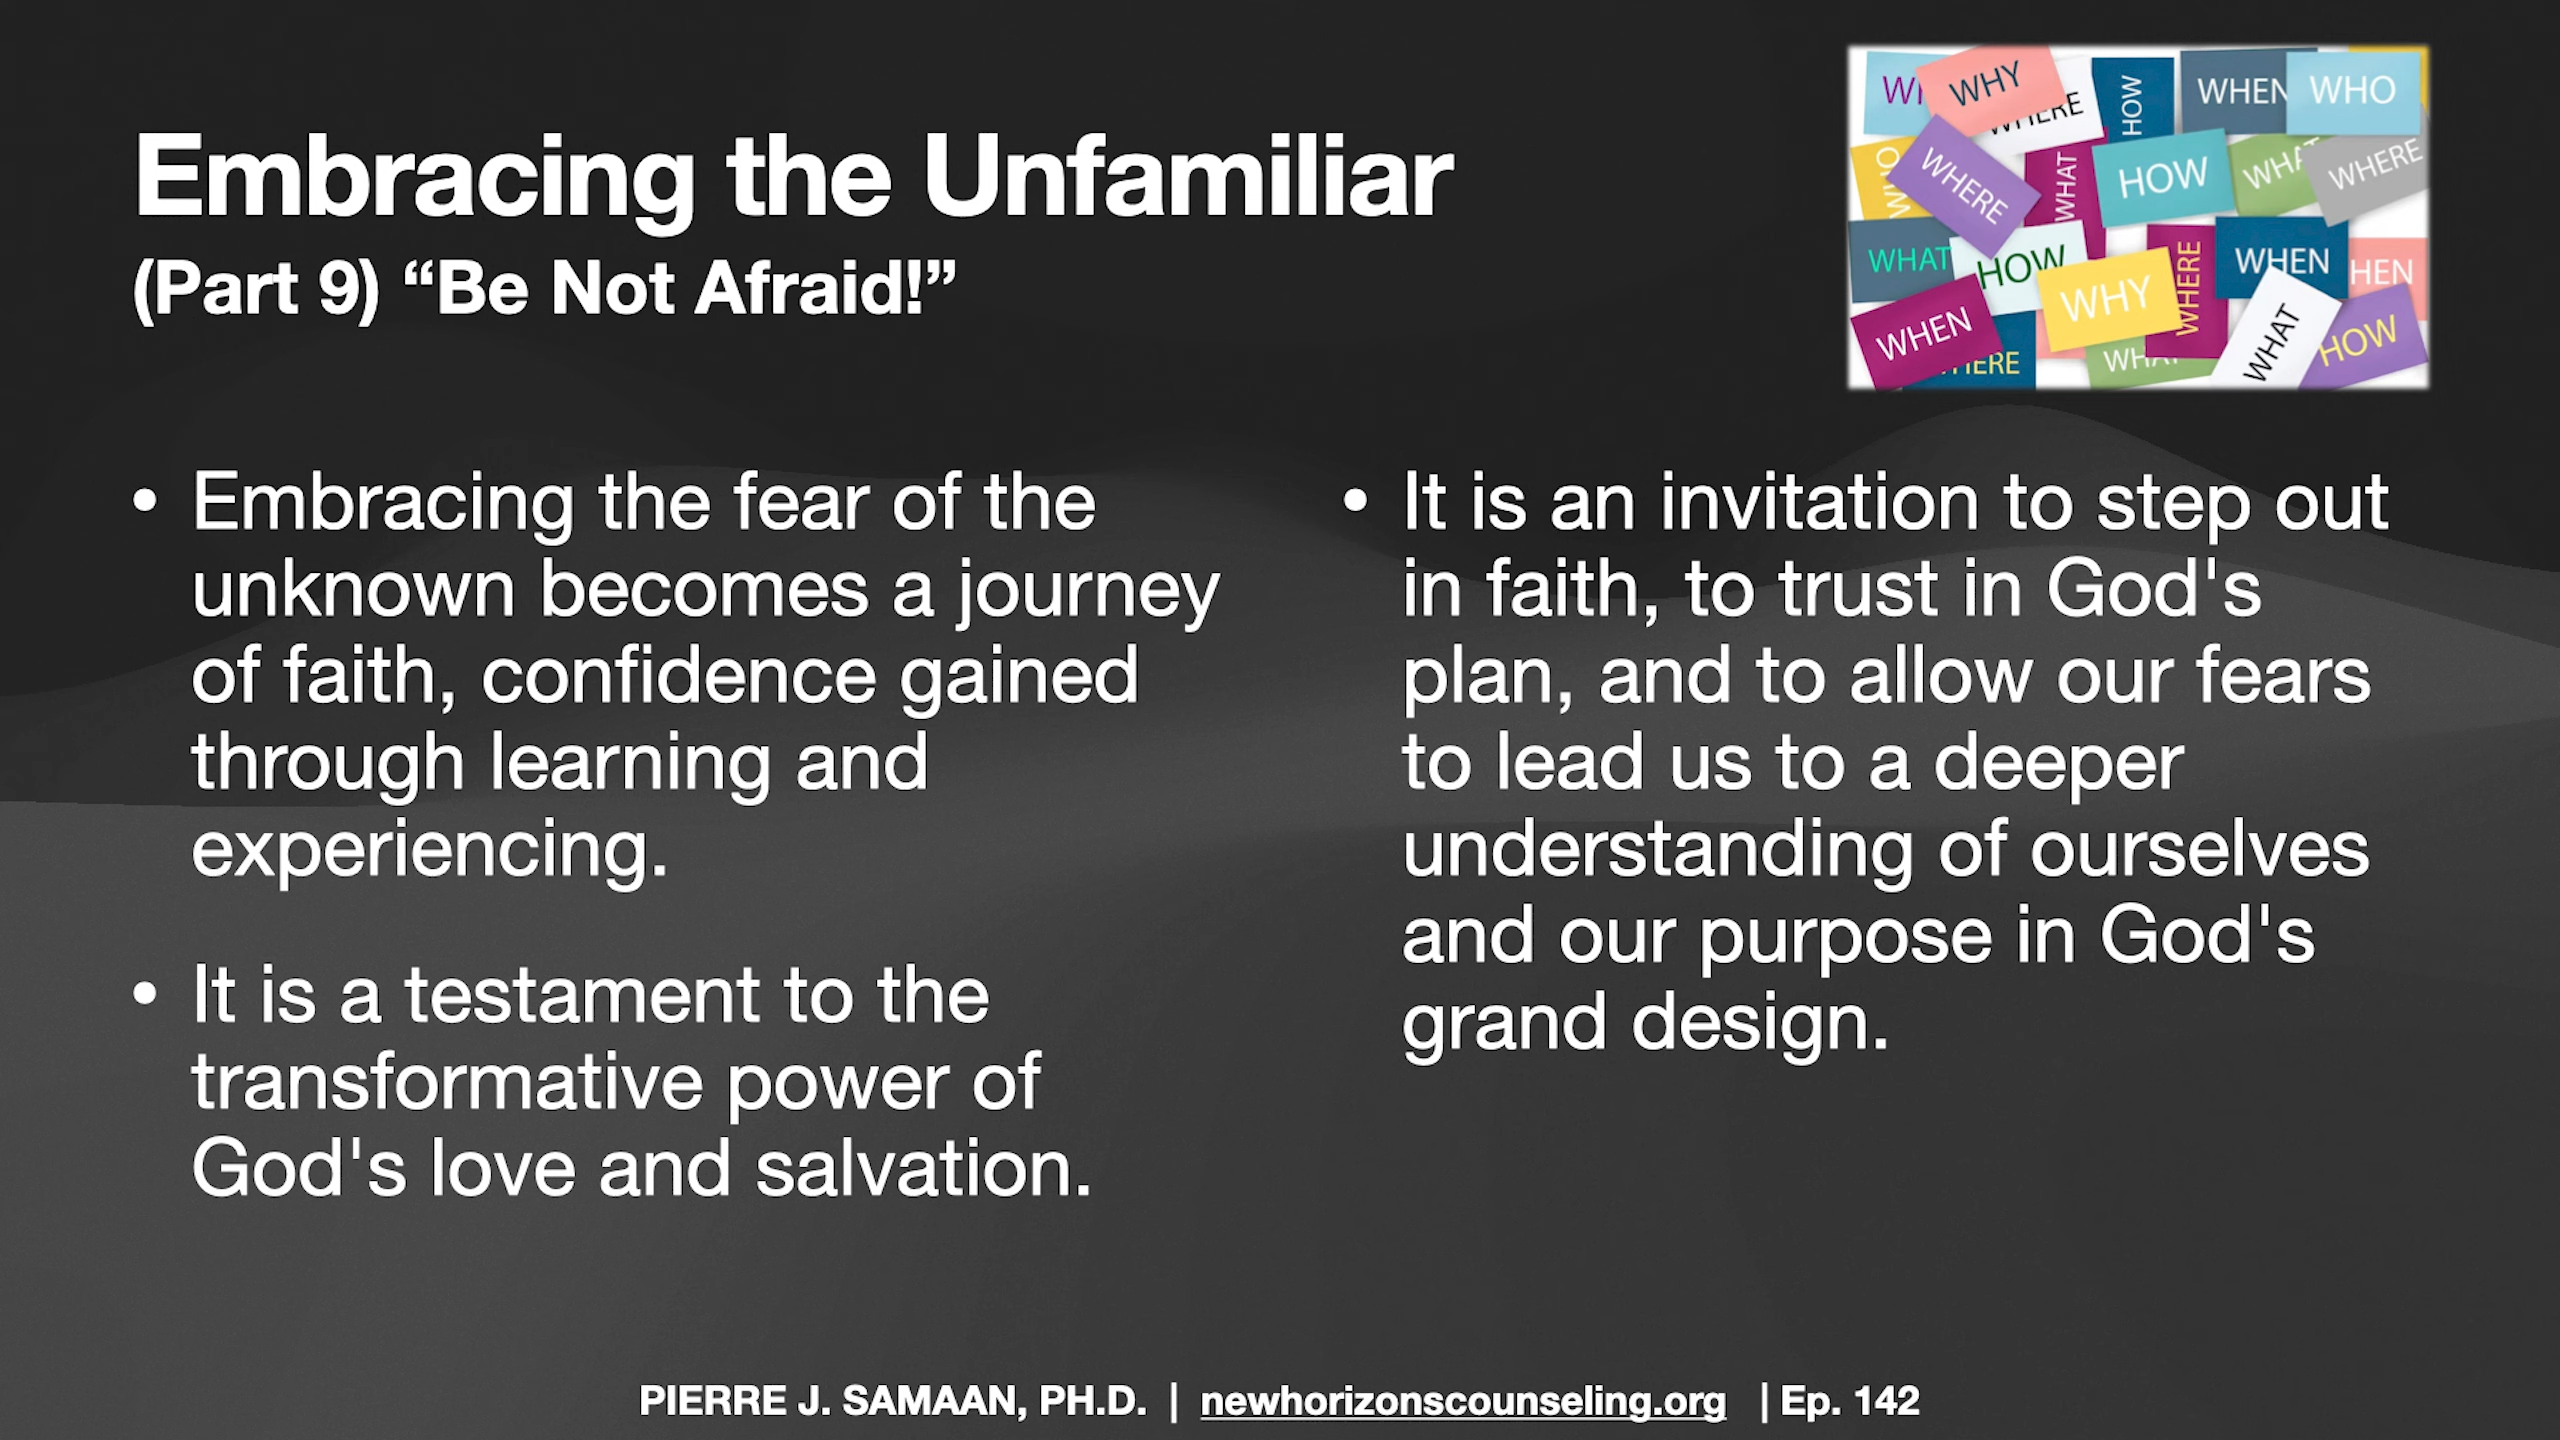 Embracing the Unfamiliar
(Part 9) “Be Not Afraid!”
WHY
WHERE
HOW
WHEN
WHO
WHO
WHERE
WHAT
HOW
WHAT
WHERE
WHAT
HOW
WHY
WHERE
WHEN
WHEN
WHAT
WHAT
HOW
• Embracing the fear of the
unknown becomes a journey
of faith, confidence gained
through learning and
experiencing.
• It is a testament to the
transformative power of
God's love and salvation.
• It is an invitation to step out
in faith, to trust in God's
plan, and to allow our fears
to lead us to a deeper
understanding of ourselves
and our purpose in God's
grand design.
PIERRE J. SAMAAN, PH.D. | newhorizonscounseling.org | Ep. 142